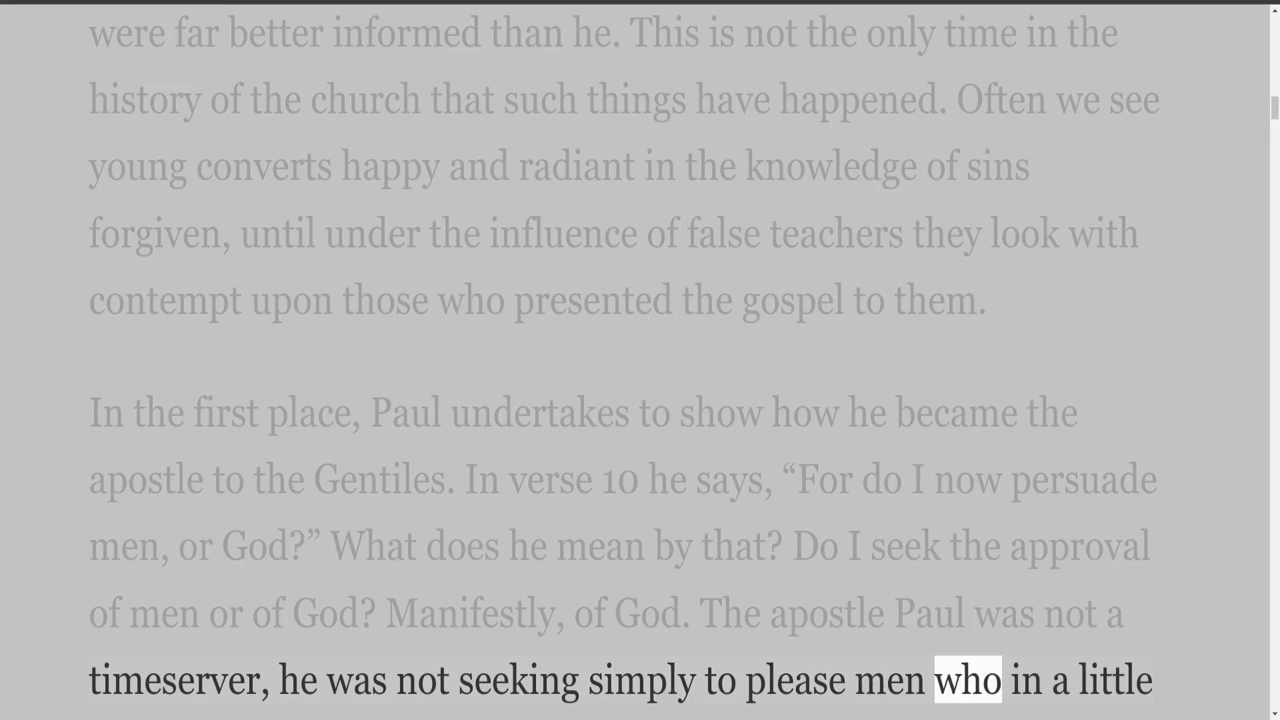 were far better informed than he. This is not the only time in the
history of the church that such things have happened. Often we see
young converts happy and radiant in the knowledge of sins
forgiven, until under the influence of false teachers they look with
contempt upon those who presented the gospel to them.
In the first place, Paul undertakes to show how he became the
apostle to the Gentiles. In verse 10 he says, “For do I now persuade
men, or God?” What does he mean by that? Do I seek the approval
of men or of God? Manifestly, of God. The apostle Paul was not a
timeserver, he was not seeking simply to please men who in a little